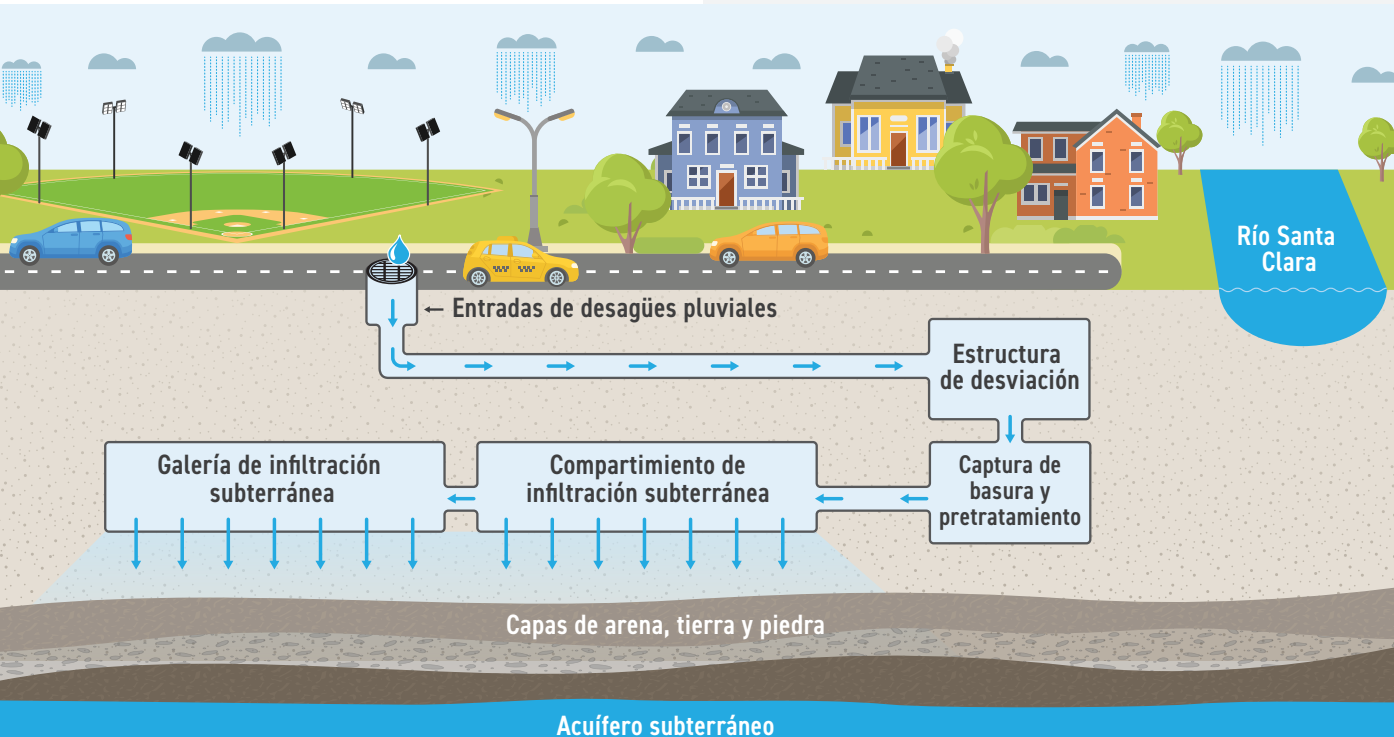 Río Santa
Clara
Entradas de desagües pluviales
Estructura
de desviación
Galería de infiltración
subterránea
Compartimiento de
infiltración subterránea
Captura de
basura y
pretratamiento
Capas de arena, tierra y piedra
Acuífero subterráneo